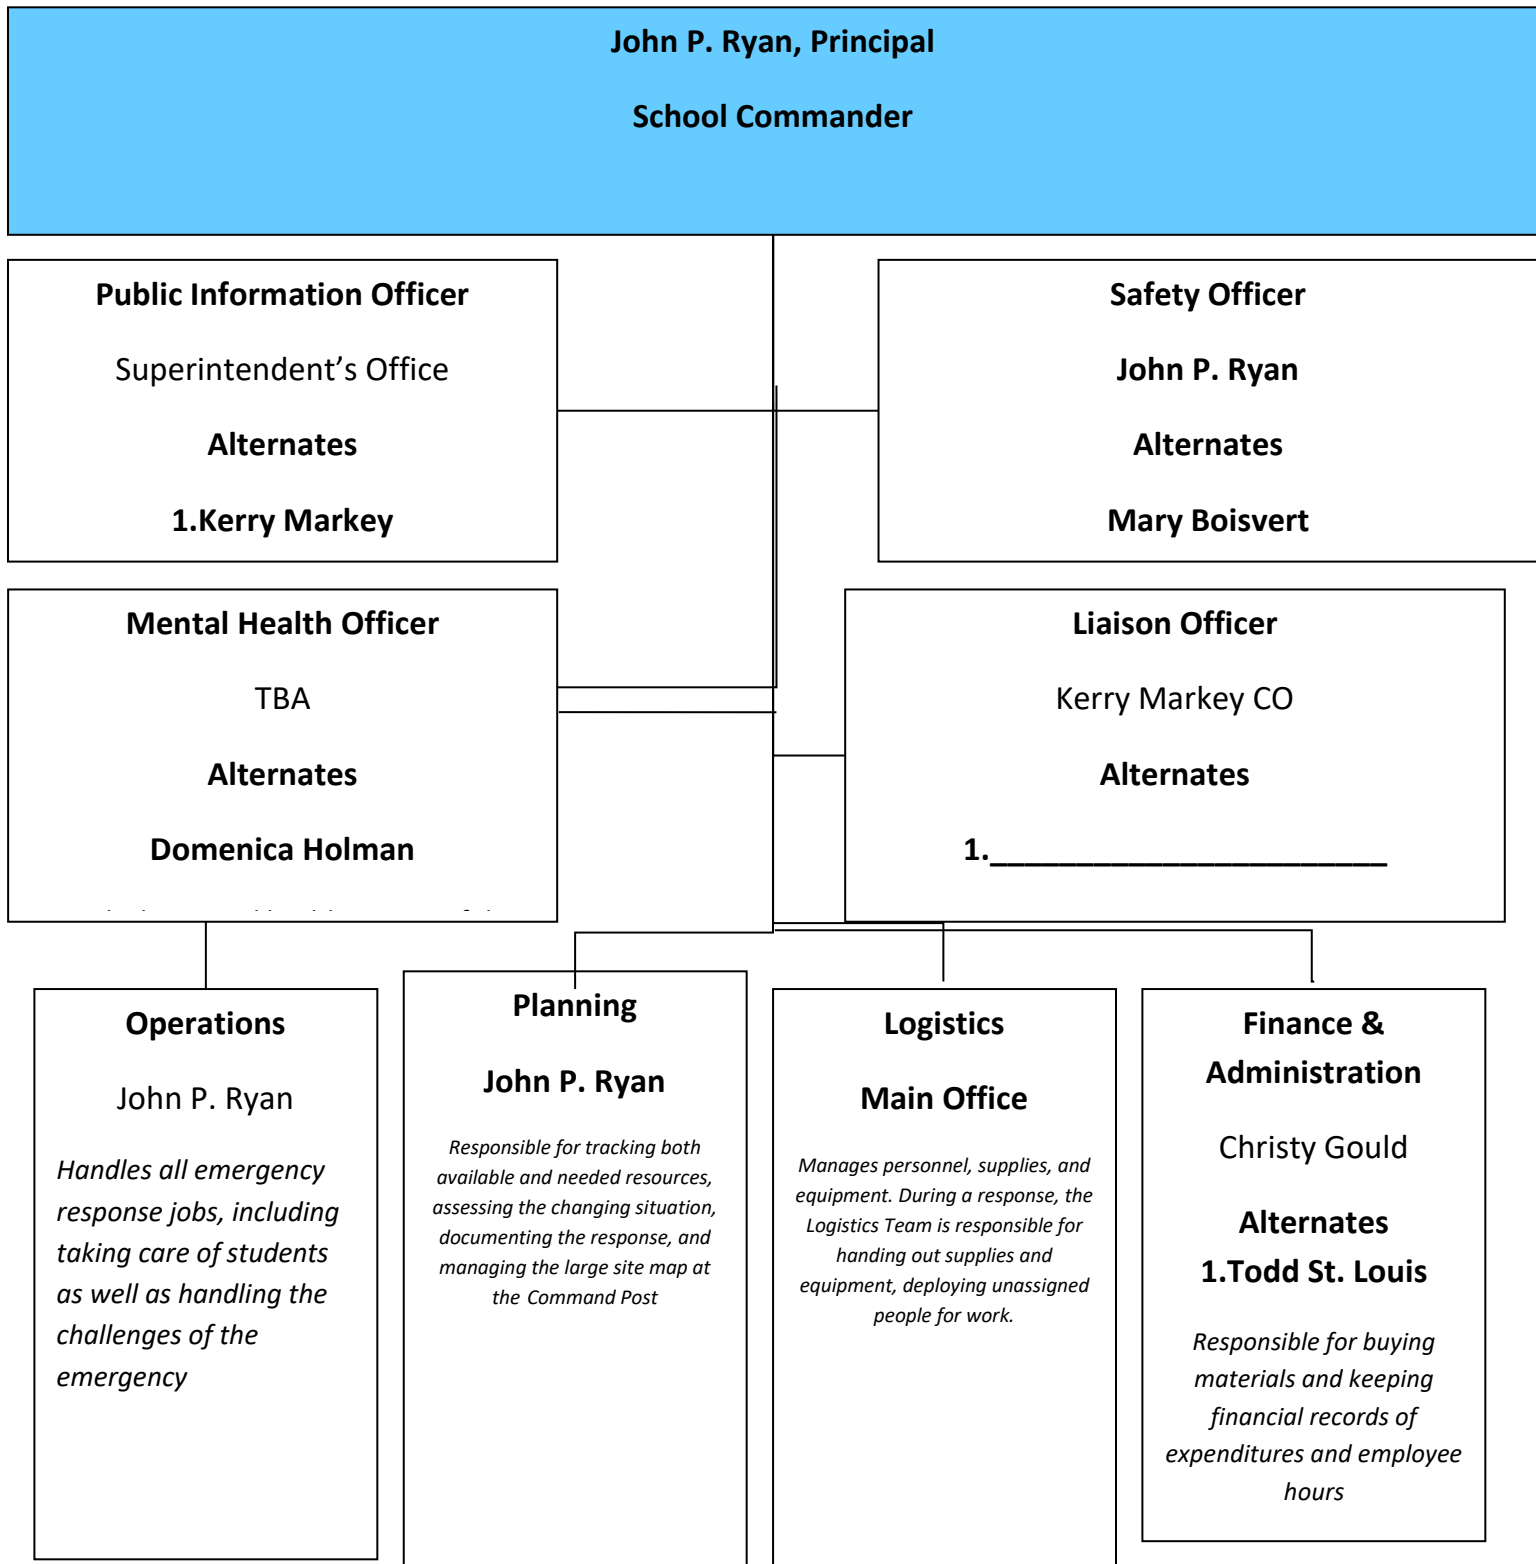 John P. Ryan, Principal
School Commander
Public Information Officer
Superintendent’s Office
Alternates
1.Kerry Markey
Safety Officer
John P. Ryan
Alternates
Mary Boisvert
Mental Health Officer
TBA
Alternates
Domenica Holman
Liaison Officer
Kerry Markey CO
Alternates
1._______________________
Operations
John P. Ryan
Handles all emergency
response jobs, including
taking care of students
as well as handling the
challenges of the
emergency
Planning
John P. Ryan
Responsible for tracking both
available and needed resources,
assessing the changing situation,
documenting the response, and
managing the large site map at
the Command Post
Logistics
Main Office
Manages personnel, supplies, and
equipment. During a response, the
Logistics Team is responsible for
handing out supplies and
equipment, deploying unassigned
people for work.
Finance &
Administration
Christy Gould
Alternates
1.Todd St. Louis
Responsible for buying
materials and keeping
financial records of
expenditures and employee
hours